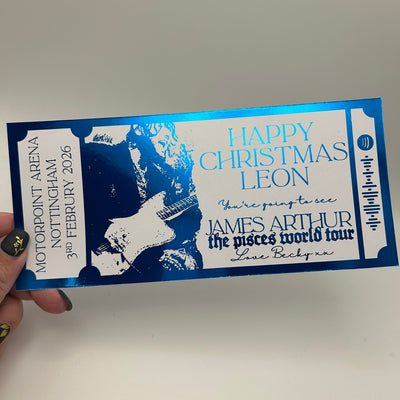 MOTORPOINT ARENA
NOTTINGHAM
3RD FEBRURY 2026
HAPPY
CHRISTMAS
LEON
You're going to see
JAMES ARTHUR
the pisces world tour
Love Becky xx